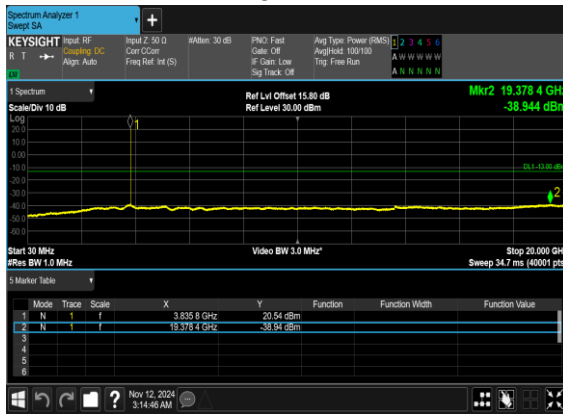 Spectrum Analyzer 1
Swept SA
KEYSIGHT Input: RF Input Z: 50 Ω #Atten: 30 dB PNO: Fast Avg Type: Power (RMS) 1 2 3 4 5 6
R T Coupling: DC Corr CCorr Gate: Off Avg|Hold: 100/100 A W W W W W
Align: Auto Freq Ref: Int (S) IF Gain: Low Trig: Free Run
LXI Sig Track: Off A N N N N N
1 Spectrum Ref Lvl Offset 15.80 dB Mkr2 19.378 4 GHz
Scale/Div 10 dB Ref Level 30.00 dBm -38.944 dBm
Log
20.0 1
10.0
0.00
-10.0 DL1 -13.00 dBm
-20.0
-30.0 2
-40.0
-50.0
-60.0
Start 30 MHz Video BW 3.0 MHz* Stop 20.000 GH
#Res BW 1.0 MHz Sweep 34.7 ms (40001 pts
5 Marker Table
Mode Trace Scale X Y Function Function Width Function Value
1 N 1 f 3.835 8 GHz 20.54 dBm
2 N 1 f 19.378 4 GHz -38.94 dBm
3
4
5
6
? Nov 12, 2024
3:14:46 AM